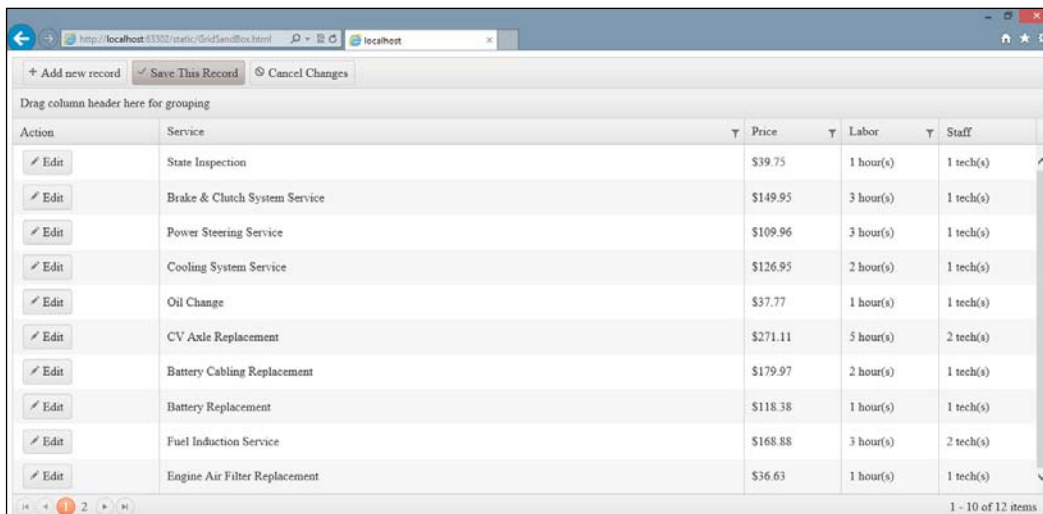 http://localhost:63302/static/GridSandBox.html localhost
+ Add new record Save This Record Cancel Changes
Drag column header here for grouping
Action Service Price Labor Staff
Edit State Inspection $39.75 1 hour(s) 1 tech(s)
Edit Brake & Clutch System Service $149.95 3 hour(s) 1 tech(s)
Edit Power Steering Service $109.96 3 hour(s) 1 tech(s)
Edit Cooling System Service $126.95 2 hour(s) 1 tech(s)
Edit Oil Change $37.77 1 hour(s) 1 tech(s)
Edit CV Axle Replacement $271.11 5 hour(s) 2 tech(s)
Edit Battery Cabling Replacement $179.97 2 hour(s) 1 tech(s)
Edit Battery Replacement $118.38 1 hour(s) 1 tech(s)
Edit Fuel Induction Service $168.88 3 hour(s) 2 tech(s)
Edit Engine Air Filter Replacement $36.63 1 hour(s) 1 tech(s)
1 2 1 - 10 of 12 items